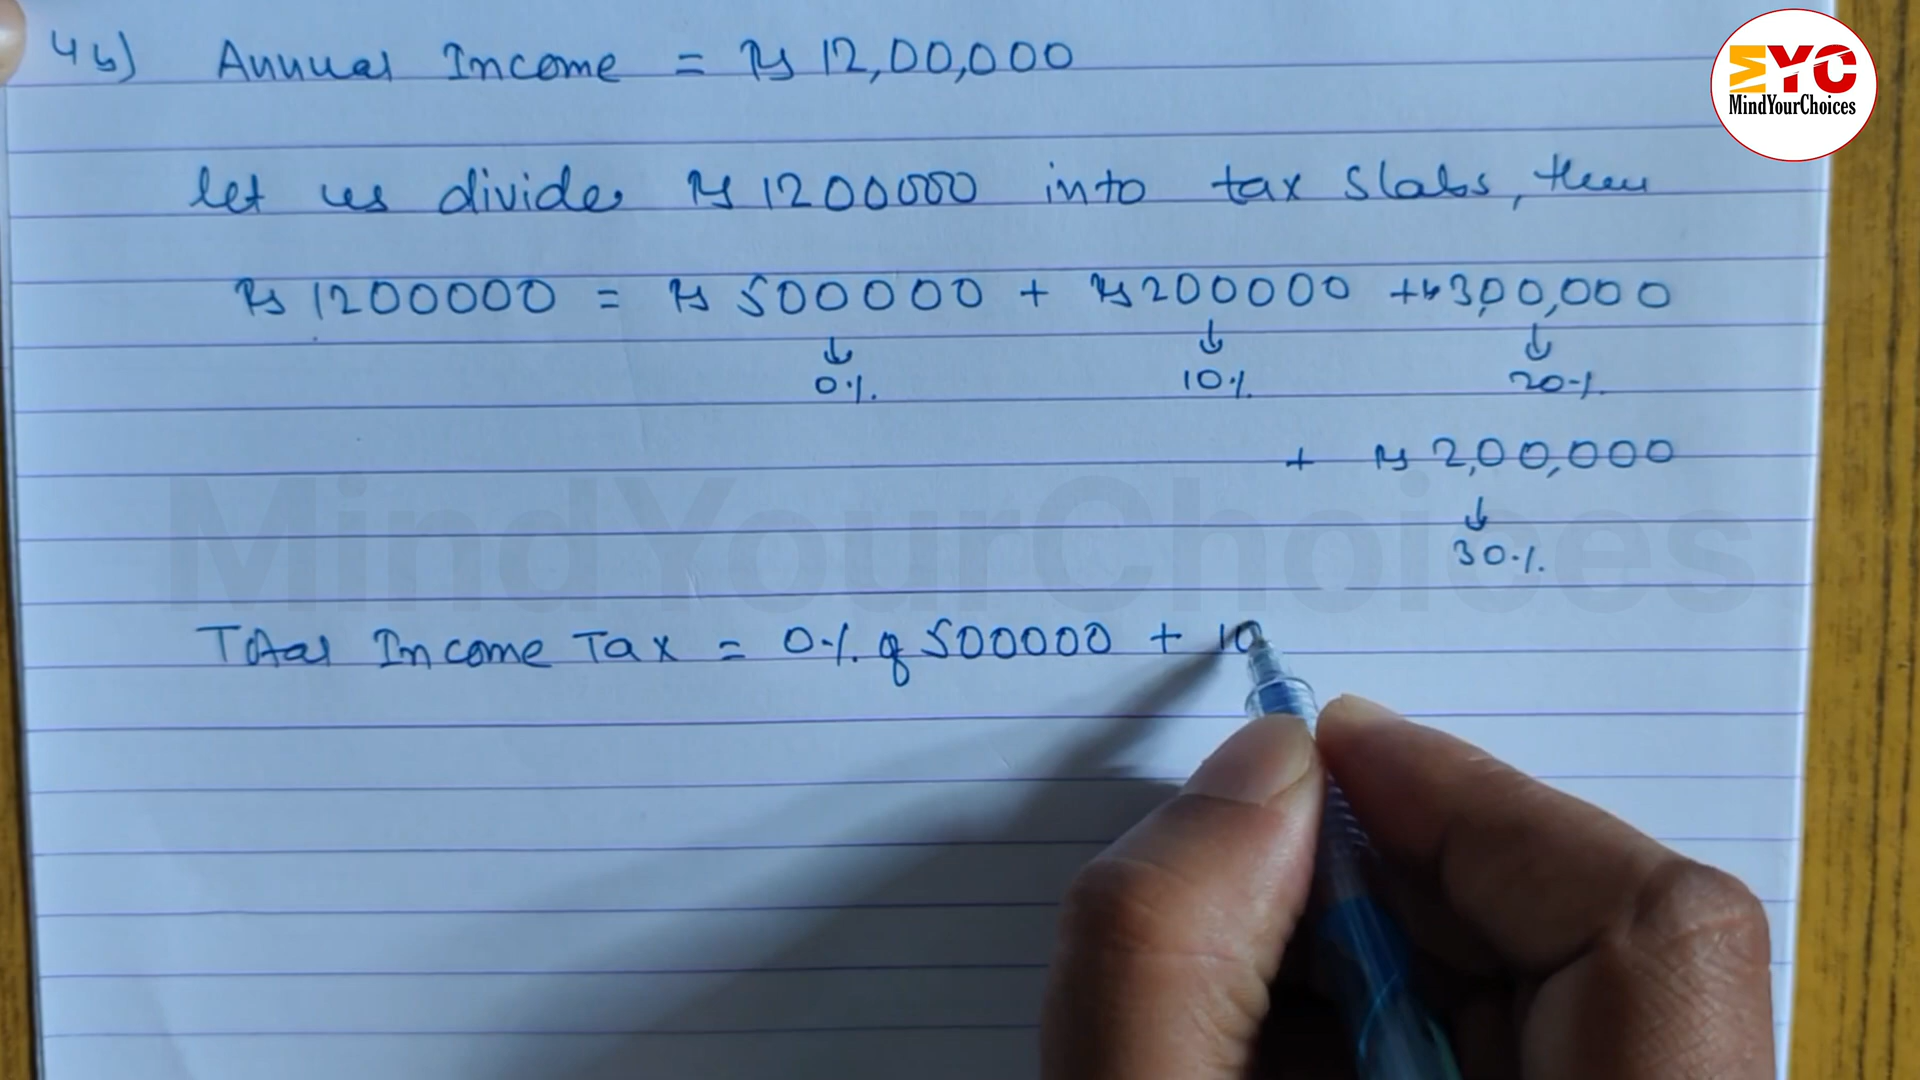 4b) Annual Income = Rs 12,00,000
MYC
MindYourChoices
let us divide Rs 1200000 into tax slabs, then
Rs 1200000 = Rs 500000 + Rs 200000 + Rs 3,00,000
↓ ↓ ↓
0% 10% 20%
+ Rs 2,00,000
↓
30%
MindYourChoices
Total Income Tax = 0% of 500000 + 10